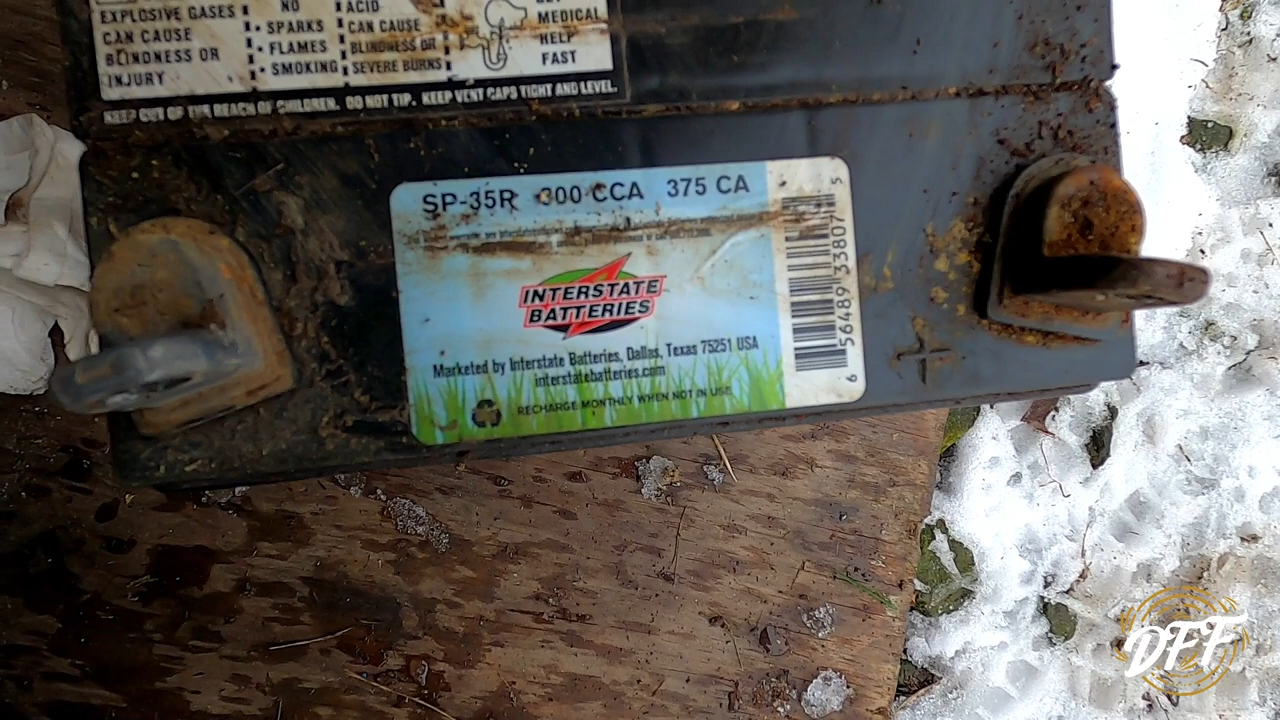 EXPLOSIVE GASES
CAN CAUSE
BLINDNESS OR
INJURY
NO
• SPARKS
• FLAMES
• SMOKING
ACID
CAN CAUSE
BLINDNESS OR
SEVERE BURNS
MEDICAL
HELP
FAST
KEEP OUT OF THE REACH OF CHILDREN. DO NOT TIP. KEEP VENT CAPS TIGHT AND LEVEL.
SP-35R 300 CCA 375 CA
INTERSTATE
BATTERIES
Marketed by Interstate Batteries, Dallas, Texas 75251 USA
interstatebatteries.com
RECHARGE MONTHLY WHEN NOT IN USE
6 56489 33807 5
+
DFF